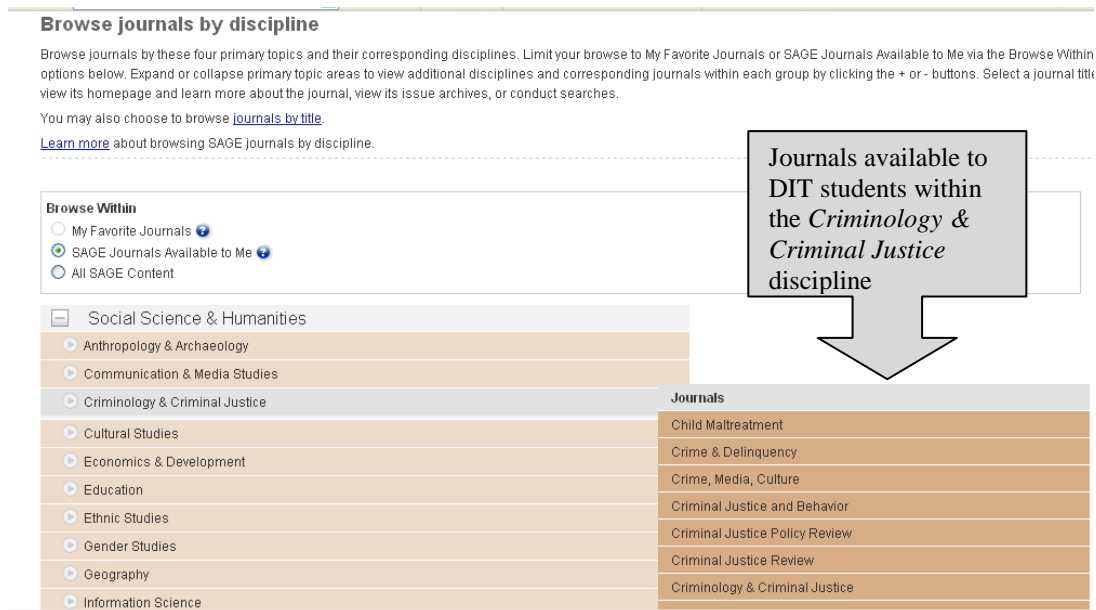 Browse journals by discipline
Browse journals by these four primary topics and their corresponding disciplines. Limit your browse to My Favorite Journals or SAGE Journals Available to Me via the Browse Within
options below. Expand or collapse primary topic areas to view additional disciplines and corresponding journals within each group by clicking the + or - buttons. Select a journal title
view its homepage and learn more about the journal, view its issue archives, or conduct searches.
You may also choose to browse journals by title.
Learn more about browsing SAGE journals by discipline.
Journals available to
DIT students within
the Criminology &
Criminal Justice
discipline
Browse Within
My Favorite Journals ?
SAGE Journals Available to Me ?
All SAGE Content
Social Science & Humanities
Anthropology & Archaeology
Communication & Media Studies
Criminology & Criminal Justice
Cultural Studies
Economics & Development
Education
Ethnic Studies
Gender Studies
Geography
Information Science
Journals
Child Maltreatment
Crime & Delinquency
Crime, Media, Culture
Criminal Justice and Behavior
Criminal Justice Policy Review
Criminal Justice Review
Criminology & Criminal Justice